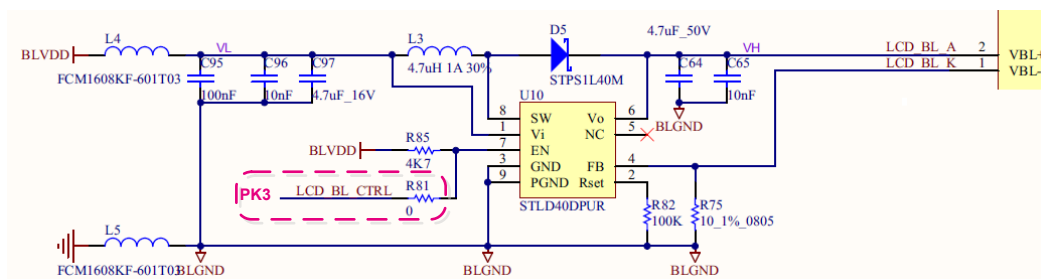 L4
BLVDD
FCM1608KF-601T03
VL
C95
100nF
C96
10nF
C97
4.7uF_16V
L3
4.7uH 1A 30%
D5
STPS1L40M
4.7uF_50V
VH
C64
C65
10nF
BLGND
LCD_BL_A
LCD_BL_K
2
1
VBL+
VBL-
U10
8 SW Vo 6
1 Vi NC 5
7 EN
3 GND FB 4
9 PGND Rset 2
STLD40DPUR
BLVDD
R85
4K7
PK3
LCD_BL_CTRL
R81
0
R82
100K
R75
10_1%_0805
L5
FCM1608KF-601T03
BLGND
BLGND
BLGND